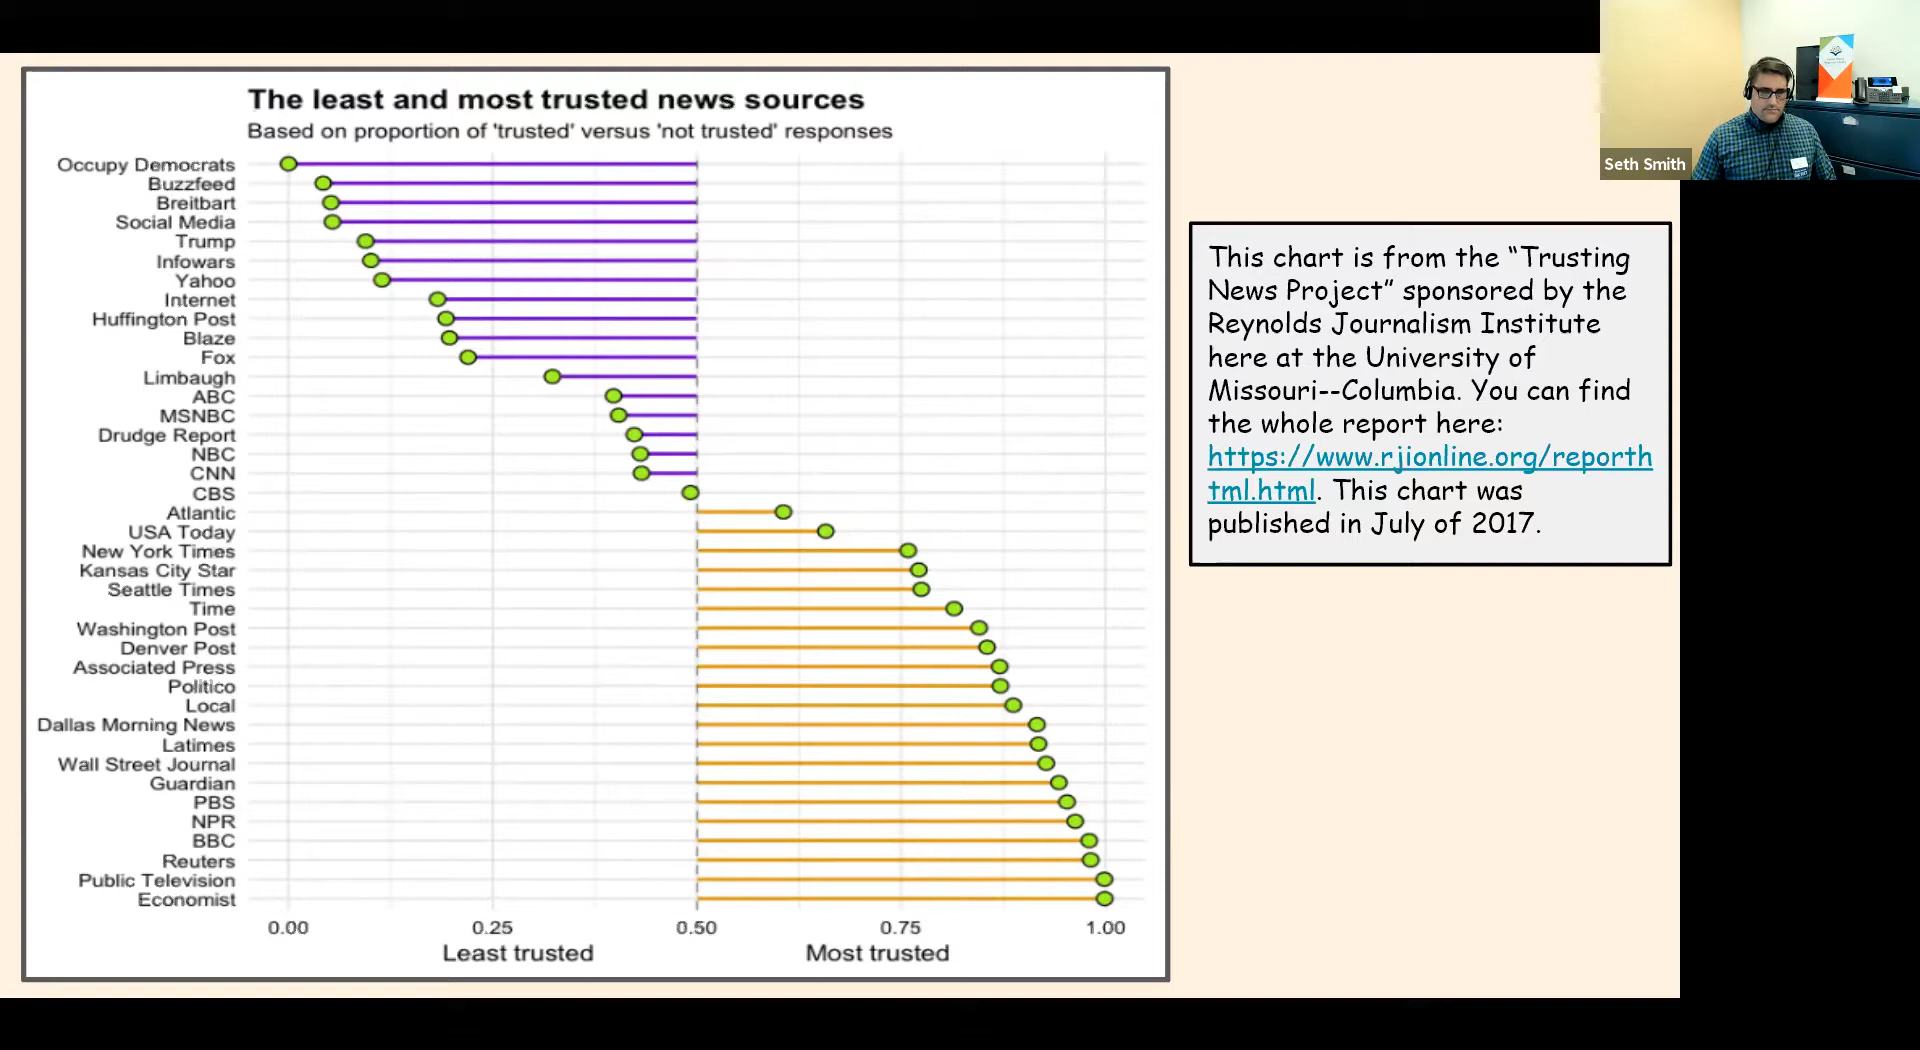 The least and most trusted news sources
Based on proportion of 'trusted' versus 'not trusted' responses
Occupy Democrats
Buzzfeed
Breitbart
Social Media
Trump
Infowars
Yahoo
Internet
Huffington Post
Blaze
Fox
Limbaugh
ABC
MSNBC
Drudge Report
NBC
CNN
CBS
Atlantic
USA Today
New York Times
Kansas City Star
Seattle Times
Time
Washington Post
Denver Post
Associated Press
Politico
Local
Dallas Morning News
Latimes
Wall Street Journal
Guardian
PBS
NPR
BBC
Reuters
Public Television
Economist
0.00 0.25 0.50 0.75 1.00
Least trusted Most trusted
Seth Smith
This chart is from the “Trusting
News Project” sponsored by the
Reynolds Journalism Institute
here at the University of
Missouri--Columbia. You can find
the whole report here:
https://www.rjionline.org/reporth
tml.html. This chart was
published in July of 2017.